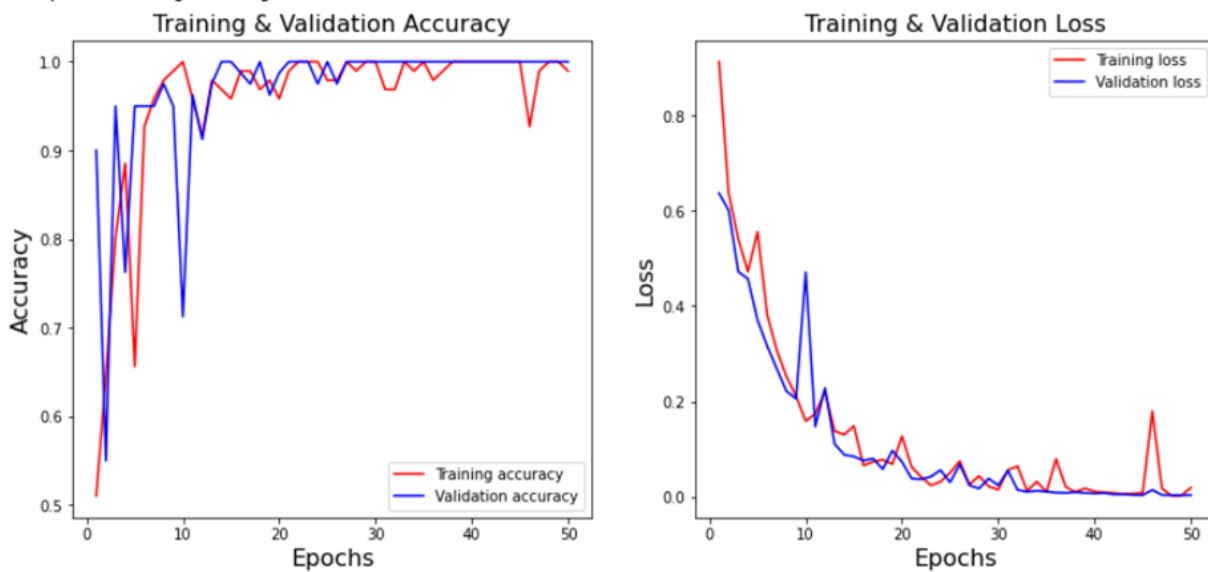 Training & Validation Accuracy
1.0
0.9
0.8
0.7
0.6
0.5
Accuracy
Training accuracy
Validation accuracy
0 10 20 30 40 50
Epochs
Training & Validation Loss
Training loss
Validation loss
0.8
0.6
0.4
0.2
0.0
Loss
0 10 20 30 40 50
Epochs